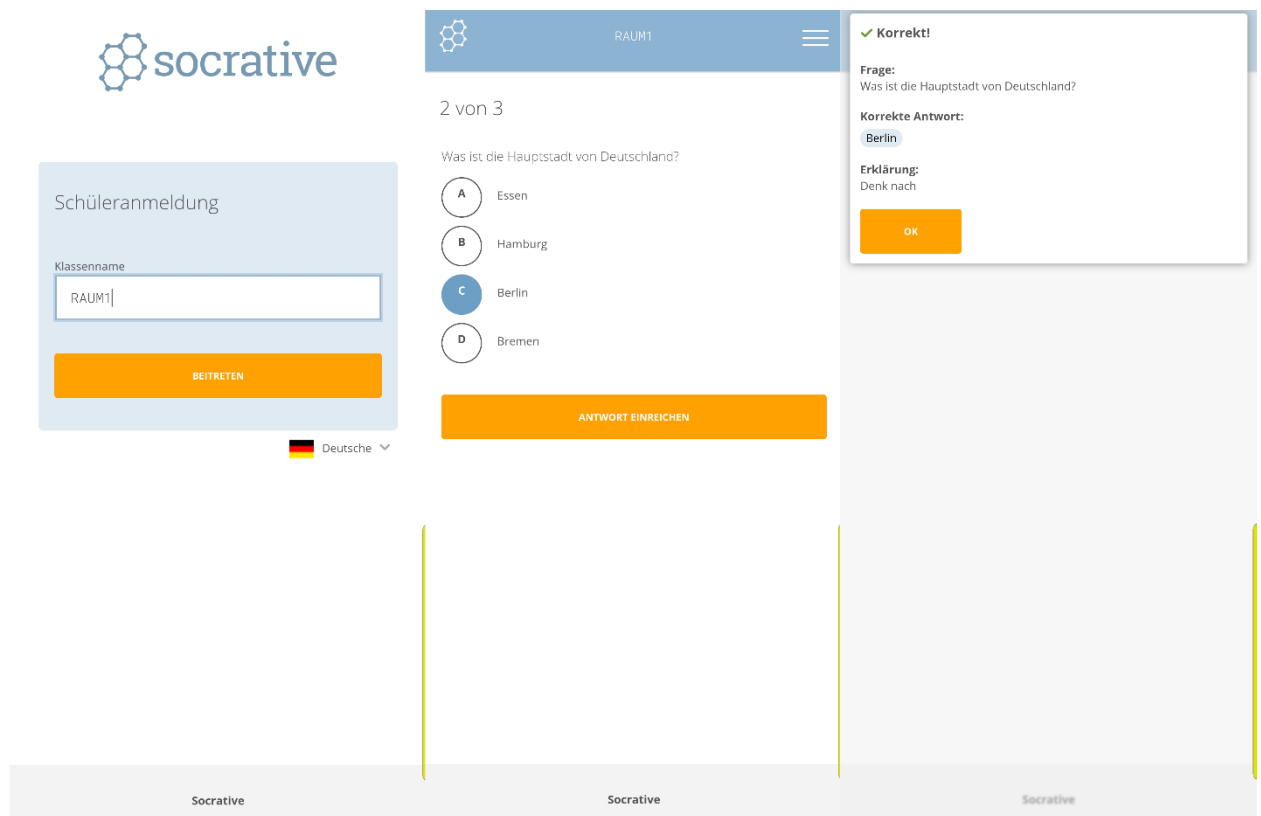 socrative
Schüleranmeldung
Klassenname
RAUM1
BEITRETEN
Deutsche
Socrative
RAUM1
2 von 3
Was ist die Hauptstadt von Deutschland?
A Essen
B Hamburg
C Berlin
D Bremen
ANTWORT EINREICHEN
Socrative
Korrekt!
Frage:
Was ist die Hauptstadt von Deutschland?
Korrekte Antwort:
Berlin
Erklärung:
Denk nach
OK
Socrative